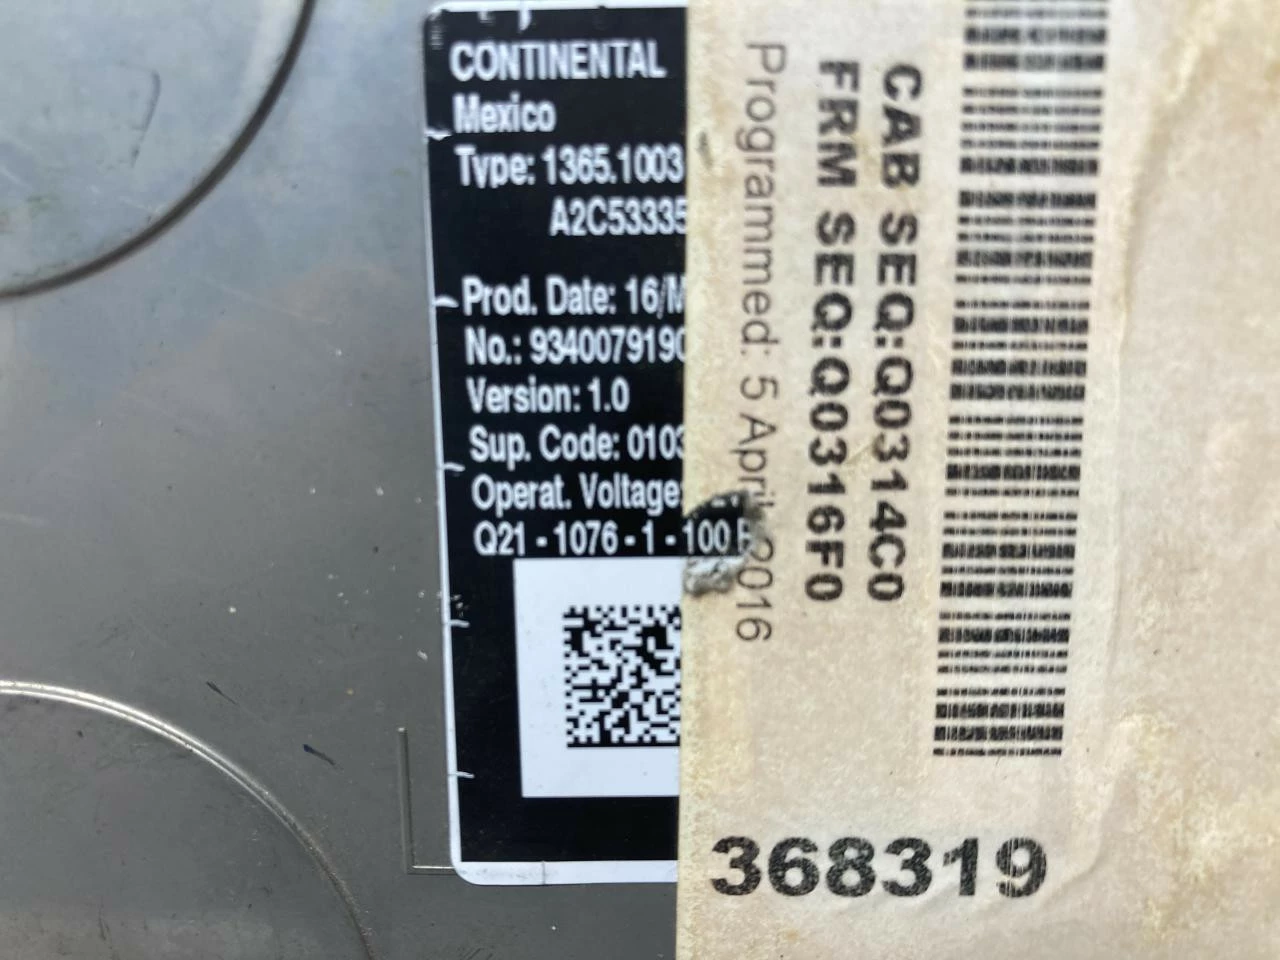 CONTINENTAL
Mexico
Type: 1365.1003
A2C53335
Prod. Date: 16/M
No.: 9340079190
Version: 1.0
Sup. Code: 0103
Operat. Voltage:
Q21 - 1076 - 1 - 100
CAB SEQ:Q0314C0
FRM SEQ:Q0316F0
Programmed: 5 April 2016
368319